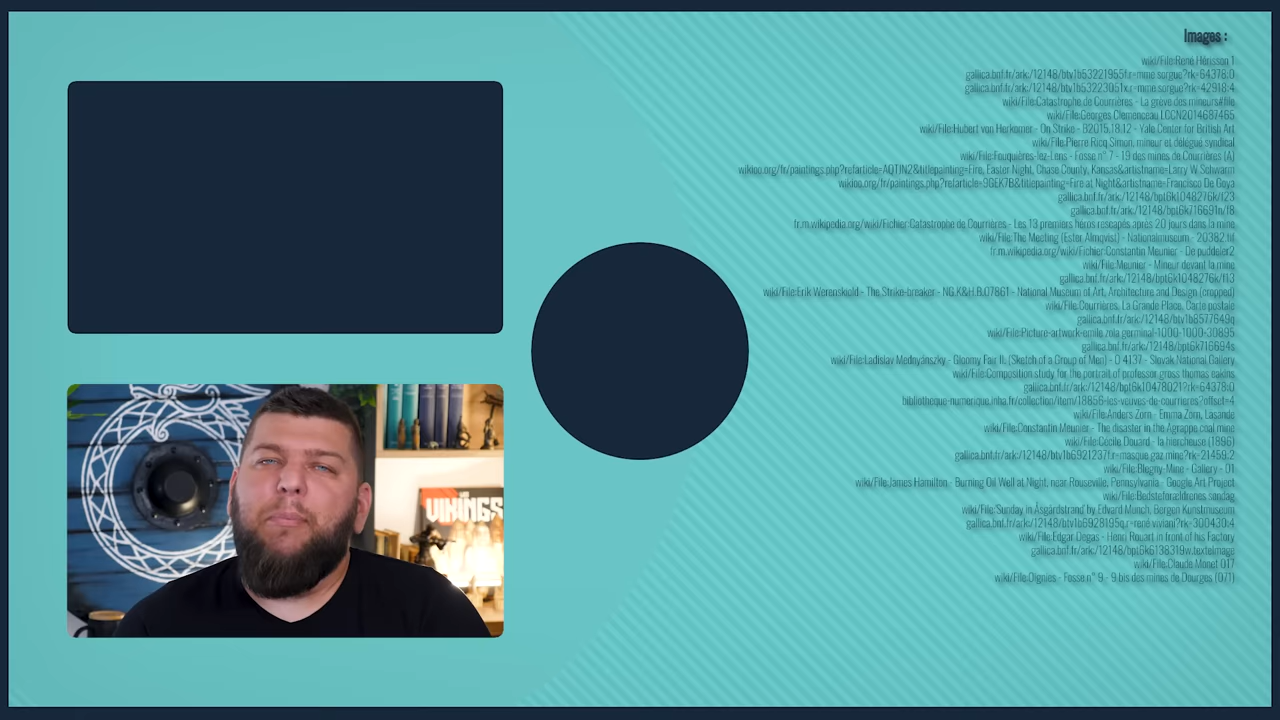 Images :
wiki/File:René Hérisson 1
gallica.bnf.fr/ark:/12148/btv1b53221955f.r=mme sorgue?rk=64378;0
gallica.bnf.fr/ark:/12148/btv1b53223051x.r=mme sorgue?rk=42918;4
wiki/File:Catastrophe de Courrières - La grève des mineurs#file
wiki/File:Georges Clemenceau LCCN2014687465
wiki/File:Hubert von Herkomer - On Strike - B2015.18.12 - Yale Center for British Art
wiki/File:Pierre Ricq Simon, mineur et délégué syndical
wiki/File:Fouquières-lez-Lens - Fosse n° 7 - 19 des mines de Courrières (A)
wikioo.org/fr/paintings.php?refarticle=AQTIN2&titlepainting=Fire, Easter Night, Chase County, Kansas&artistname=Larry W Schwarm
wikioo.org/fr/paintings.php?refarticle=9GEK7B&titlepainting=Fire at Night&artistname=Francisco De Goya
gallica.bnf.fr/ark:/12148/bpt6k1048276k/f23
gallica.bnf.fr/ark:/12148/bpt6k716691n/f8
fr.m.wikipedia.org/wiki/Fichier:Catastrophe de Courrières - Les 13 premiers héros rescapés après 20 jours dans la mine
wiki/File:The Meeting (Ester Almqvist) - Nationalmuseum - 20382.tif
fr.m.wikipedia.org/wiki/Fichier:Constantin Meunier - De puddeler2
wiki/File:Meunier - Mineur devant la mine
gallica.bnf.fr/ark:/12148/bpt6k1048276k/f13
wiki/File:Erik Werenskiold - The Strike-breaker - NG.K&H.B.07861 - National Museum of Art, Architecture and Design (cropped)
wiki/File:Courrières, La Grande Place, Carte postale
gallica.bnf.fr/ark:/12148/btv1b8577649q
wiki/File:Picture-artwork-emile zola germinal-1000-1000-30895
gallica.bnf.fr/ark:/12148/bpt6k716694s
wiki/File:Ladislav Mednyánszky - Gloomy Fair II. (Sketch of a Group of Men) - O 4137 - Slovak National Gallery
wiki/File:Composition study for the portrait of professor gross thomas eakins
gallica.bnf.fr/ark:/12148/bpt6k10478021?rk=64378;0
bibliotheque-numerique.inha.fr/collection/item/18856-les-veuves-de-courrieres?offset=4
wiki/File:Anders Zorn - Emma Zorn, Läsande
wiki/File:Constantin Meunier - The disaster in the Agrappe coal mine
wiki/File:Cécile Douard - la hiercheuse (1896)
gallica.bnf.fr/ark:/12148/btv1b6921237f.r=masque gaz mine?rk=21459;2
wiki/File:Blegny-Mine - Gallery - 01
wiki/File:James Hamilton - Burning Oil Well at Night, near Rouseville, Pennsylvania - Google Art Project
wiki/File:Bedsteforældrenes søndag
wiki/File:Sunday in Åsgårdstrand by Edvard Munch, Bergen Kunstmuseum
gallica.bnf.fr/ark:/12148/btv1b6928195q.r=rené viviani?rk=300430;4
wiki/File:Edgar Degas - Henri Rouart in front of his Factory
gallica.bnf.fr/ark:/12148/bpt6k6138319w.texteImage
wiki/File:Claude Monet 017
wiki/File:Oignies - Fosse n° 9 - 9 bis des mines de Dourges (071)
VIKINGS